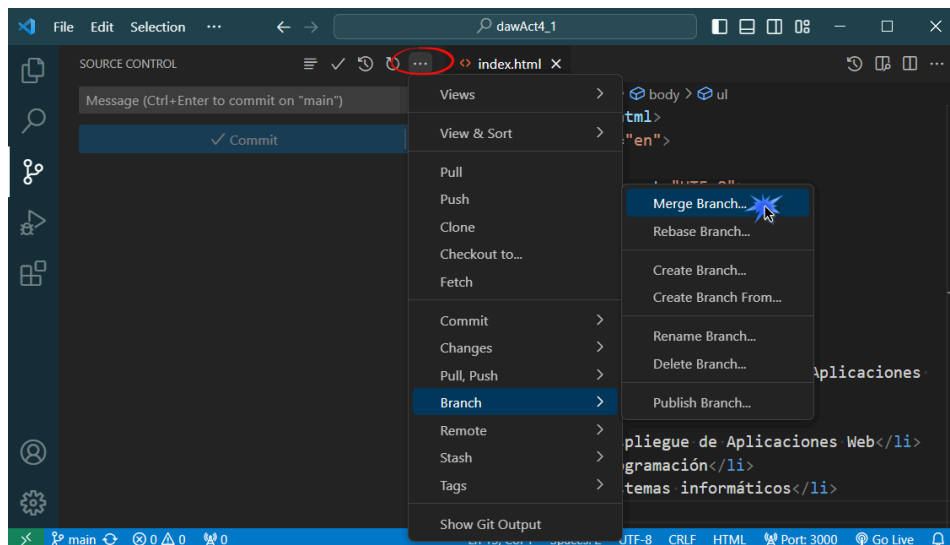 File Edit Selection ··· dawAct4_1
SOURCE CONTROL
index.html
Message (Ctrl+Enter to commit on "main")
Commit
body > ul
tml>
="en">
Views
View & Sort
Pull
Push
Clone
Checkout to...
Fetch
Commit
Changes
Pull, Push
Branch
Remote
Stash
Tags
Show Git Output
Merge Branch...
Rebase Branch...
Create Branch...
Create Branch From...
Rename Branch...
Delete Branch...
Publish Branch...
Aplicaciones
pliegue de Aplicaciones Web</li>
gramación</li>
temas informáticos</li>
main 0 0 0 UTF-8 CRLF HTML Port: 3000 Go Live